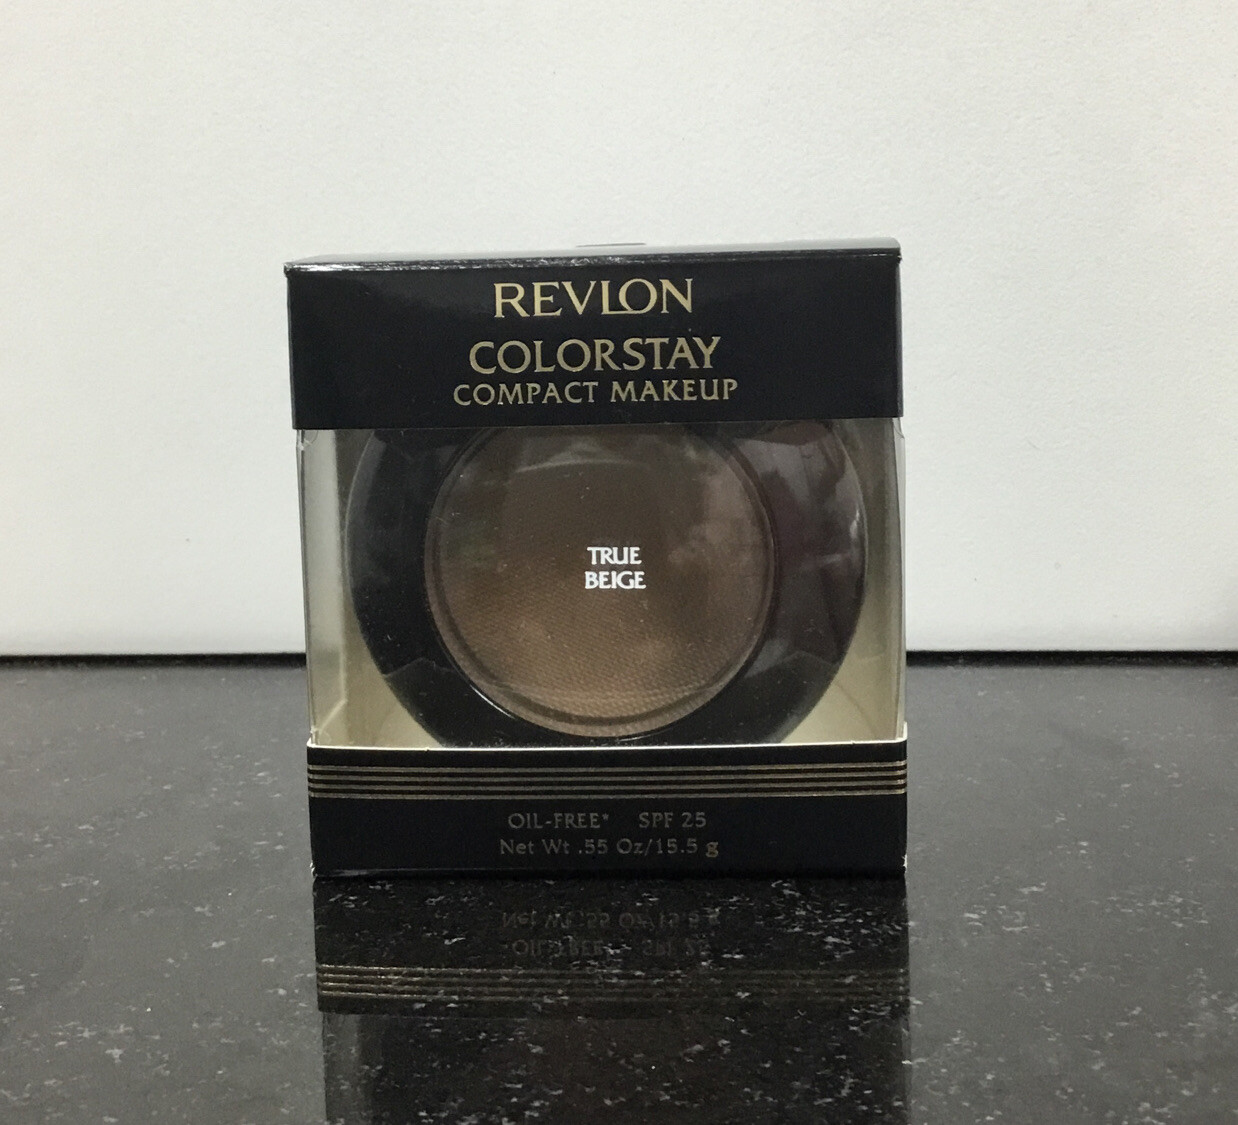 REVLON
COLORSTAY
COMPACT MAKEUP
TRUE
BEIGE
OIL-FREE* SPF 25
Net Wt .55 Oz/15.5 g